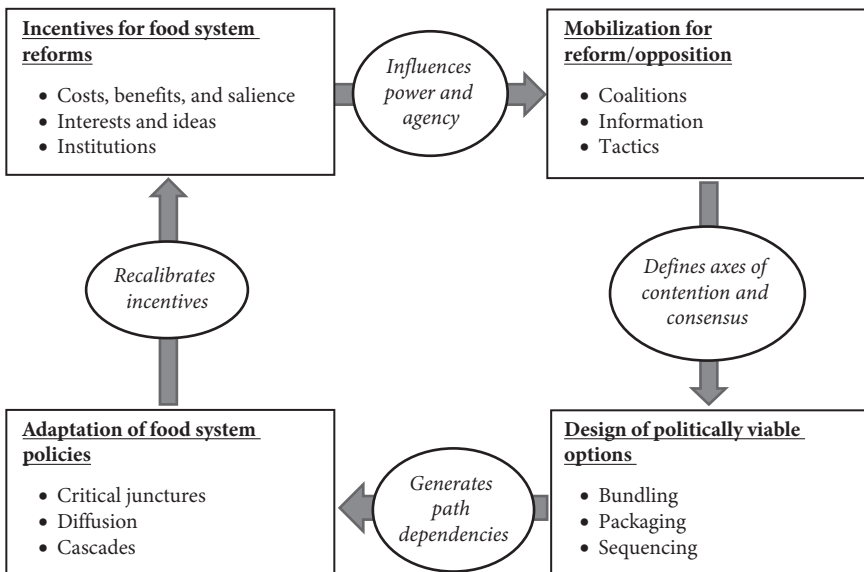 Incentives for food system
reforms
• Costs, benefits, and salience
• Interests and ideas
• Institutions
Influences
power and
agency
Mobilization for
reform/opposition
• Coalitions
• Information
• Tactics
Recalibrates
incentives
Defines axes of
contention and
consensus
Adaptation of food system
policies
• Critical junctures
• Diffusion
• Cascades
Generates
path
dependencies
Design of politically viable
options
• Bundling
• Packaging
• Sequencing